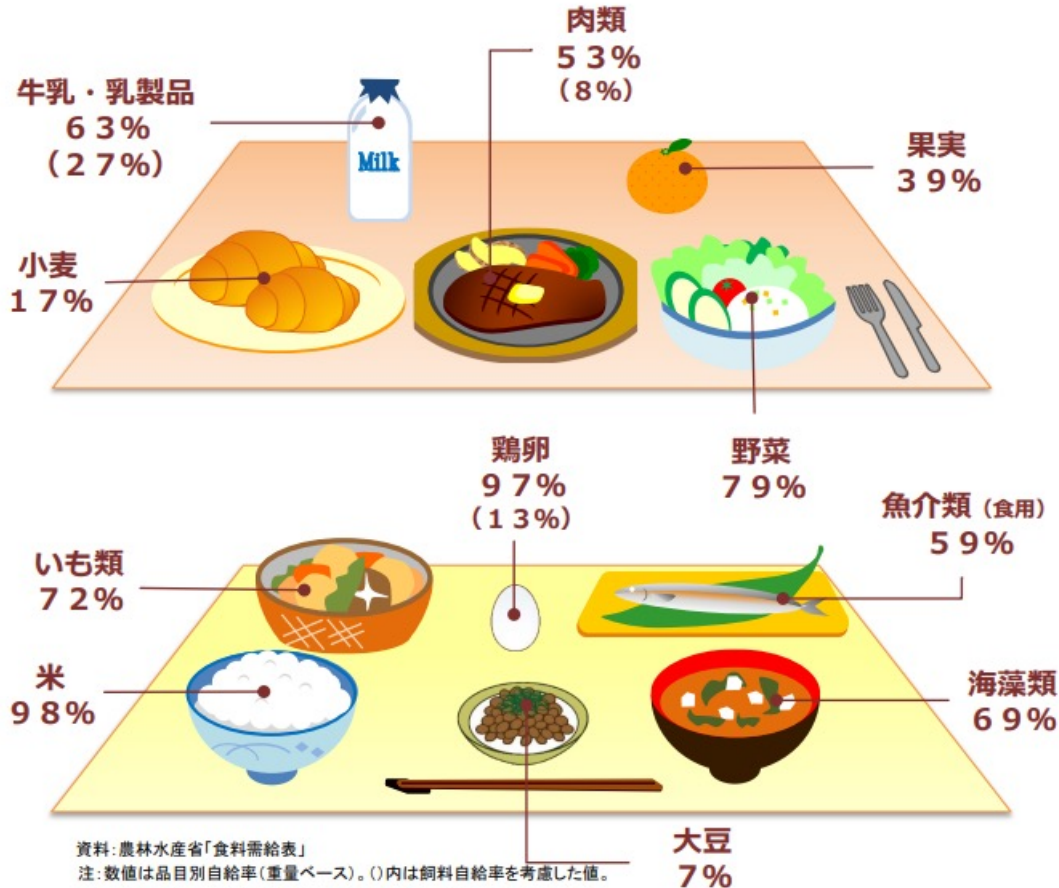 肉類
53%
(8%)
牛乳・乳製品
63%
(27%)
Milk
果実
39%
小麦
17%
野菜
79%
鶏卵
97%
(13%)
魚介類(食用)
59%
いも類
72%
米
98%
海藻類
69%
大豆
7%
資料:農林水産省「食料需給表」
注:数値は品目別自給率(重量ベース)。()内は飼料自給率を考慮した値。